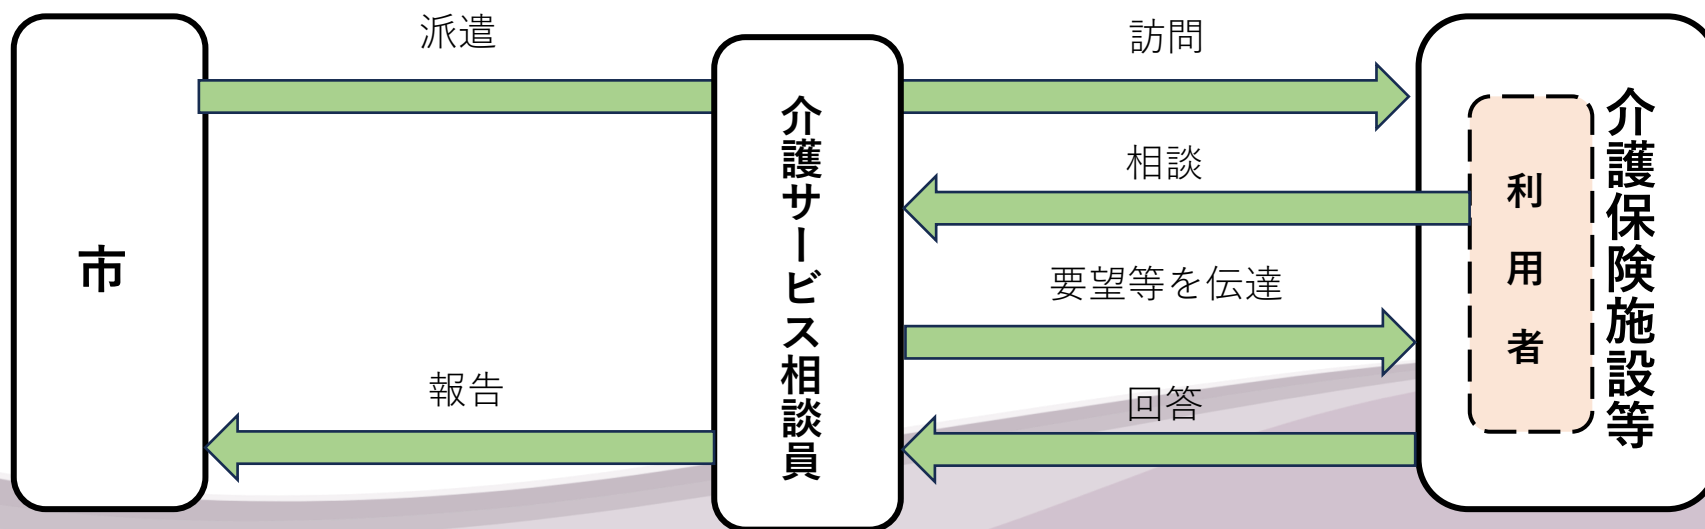 派遣
訪問
市
介護サービス相談員
相談
要望等を伝達
報告
回答
利用者
介護保険施設等